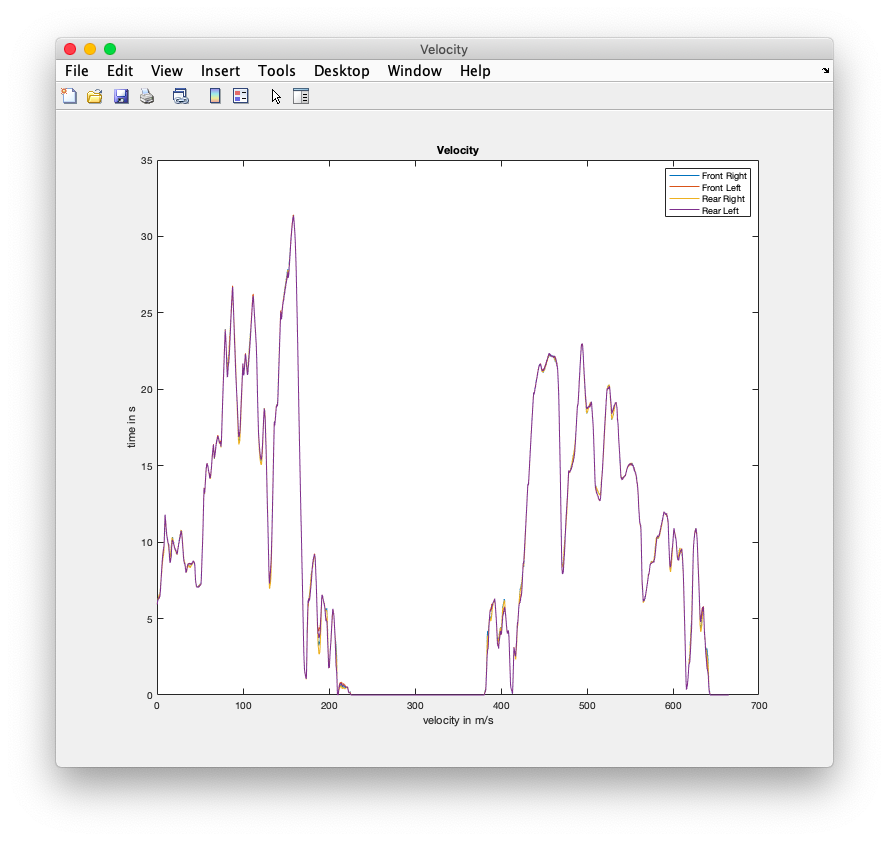 Velocity
File Edit View Insert Tools Desktop Window Help
Velocity
35
30
25
20
15
10
5
0
time in s
Front Right
Front Left
Rear Right
Rear Left
0 100 200 300 400 500 600 700
velocity in m/s